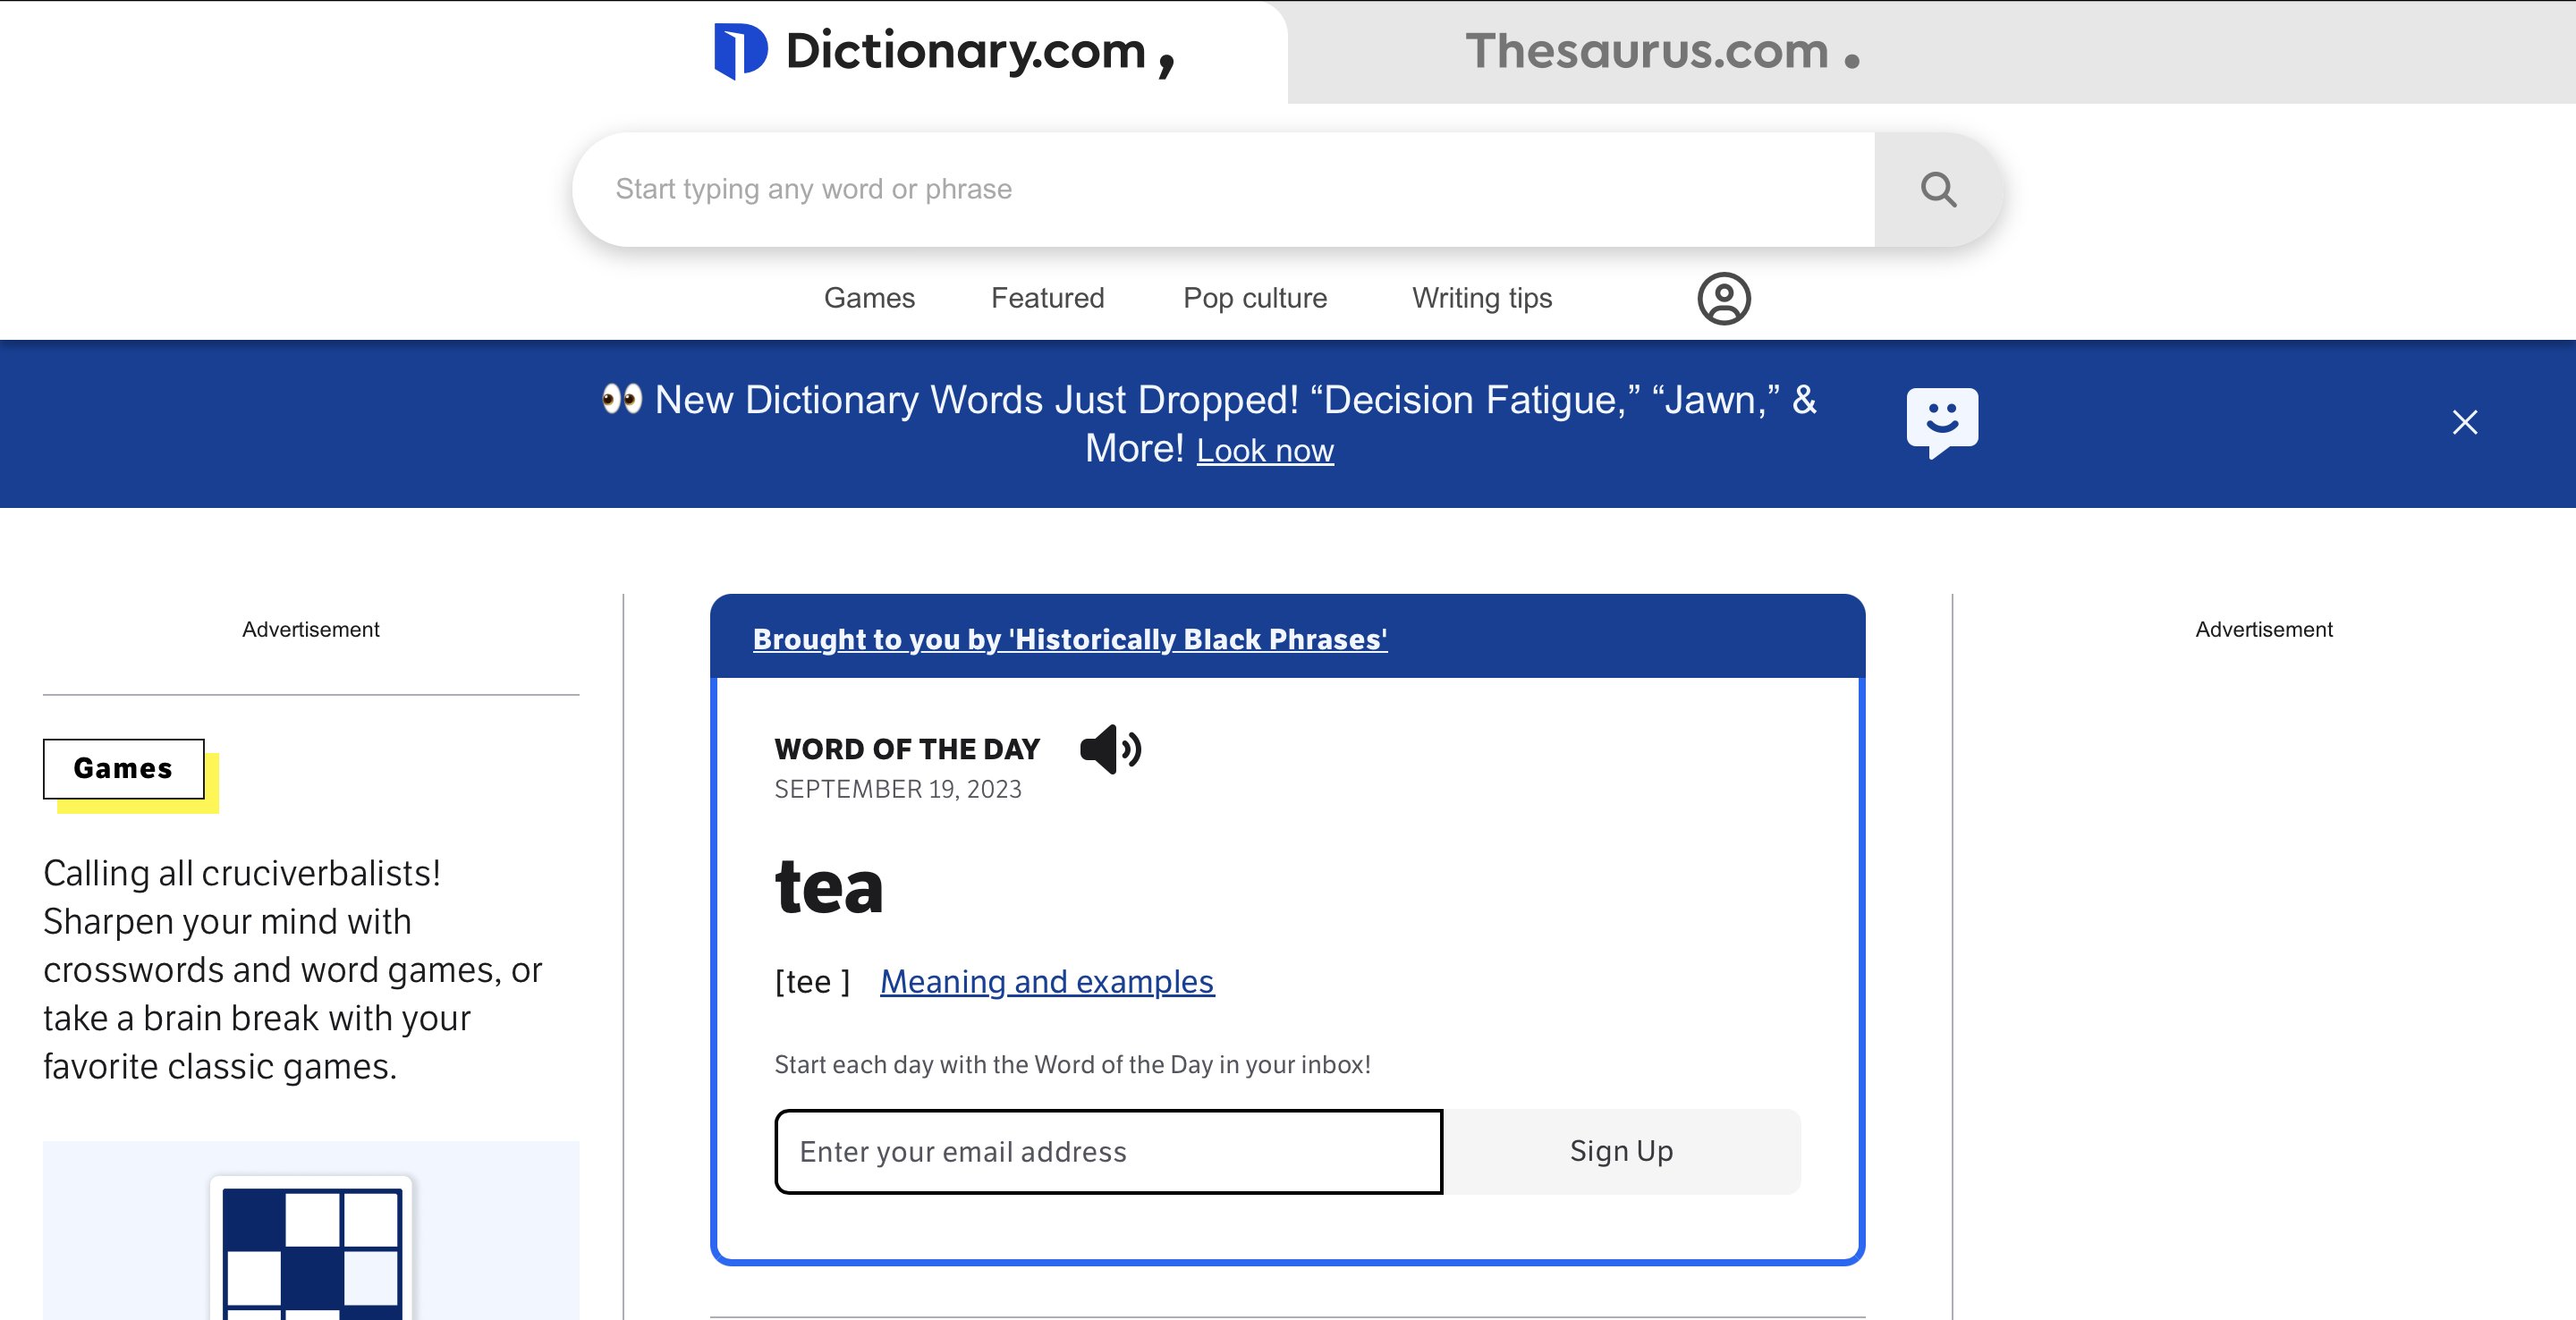 Dictionary.com,
Thesaurus.com.
Start typing any word or phrase
Games Featured Pop culture Writing tips
👀 New Dictionary Words Just Dropped! “Decision Fatigue,” “Jawn,” &
More! Look now
Advertisement
Games
Calling all cruciverbalists!
Sharpen your mind with
crosswords and word games, or
take a brain break with your
favorite classic games.
Brought to you by 'Historically Black Phrases'
WORD OF THE DAY
SEPTEMBER 19, 2023
tea
[tee ] Meaning and examples
Start each day with the Word of the Day in your inbox!
Enter your email address
Sign Up
Advertisement